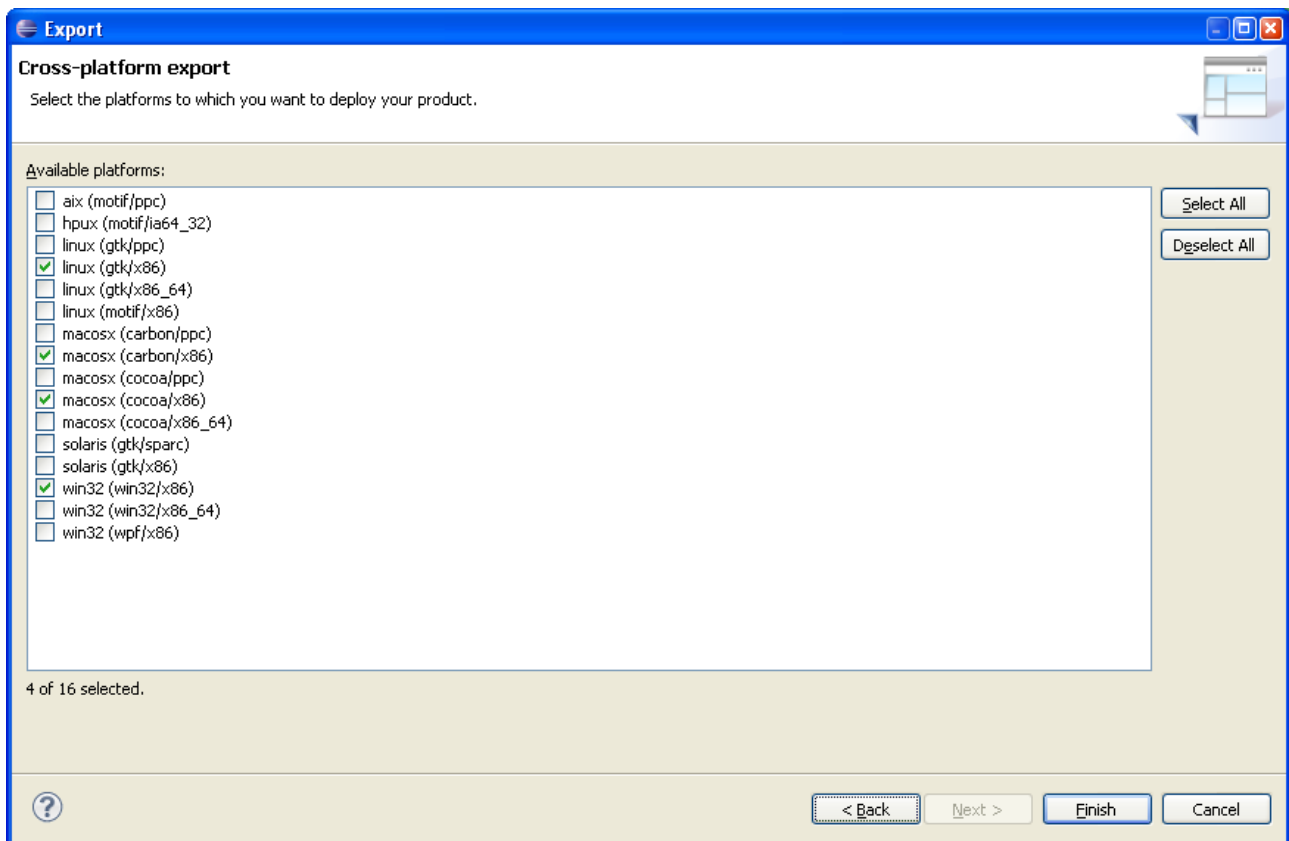 Export
Cross-platform export
Select the platforms to which you want to deploy your product.
Available platforms:
aix (motif/ppc)
hpux (motif/ia64_32)
linux (gtk/ppc)
linux (gtk/x86)
linux (gtk/x86_64)
linux (motif/x86)
macosx (carbon/ppc)
macosx (carbon/x86)
macosx (cocoa/ppc)
macosx (cocoa/x86)
macosx (cocoa/x86_64)
solaris (gtk/sparc)
solaris (gtk/x86)
win32 (win32/x86)
win32 (win32/x86_64)
win32 (wpf/x86)
Select All
Deselect All
4 of 16 selected.
?
< Back
Next >
Finish
Cancel